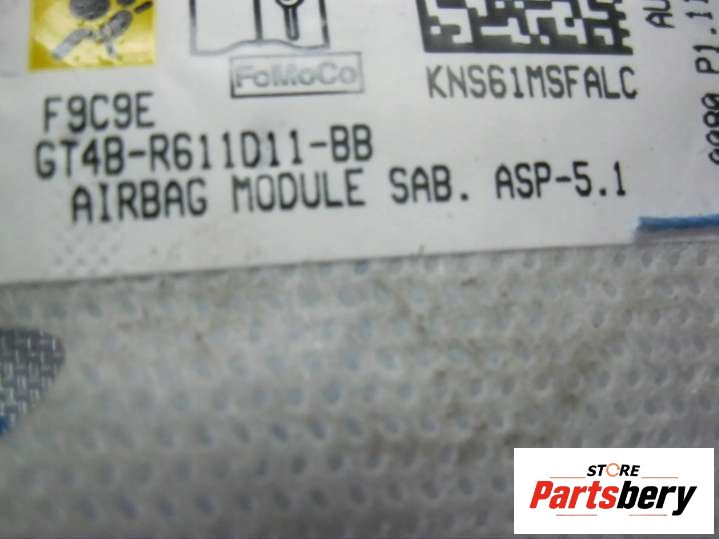 FoMoCo
KNS61MSFALC
F9C9E
GT4B-R611D11-BB
AIRBAG MODULE SAB. ASP-5.1
STORE
Partsbery